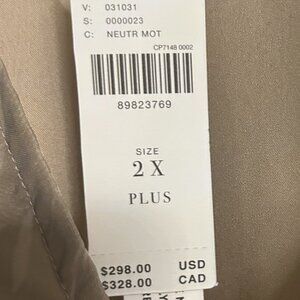 V: 031031
S: 0000023
C: NEUTR MOT
CP7148 0002
89823769
SIZE
2 X
PLUS
$298.00 USD
$328.00 CAD